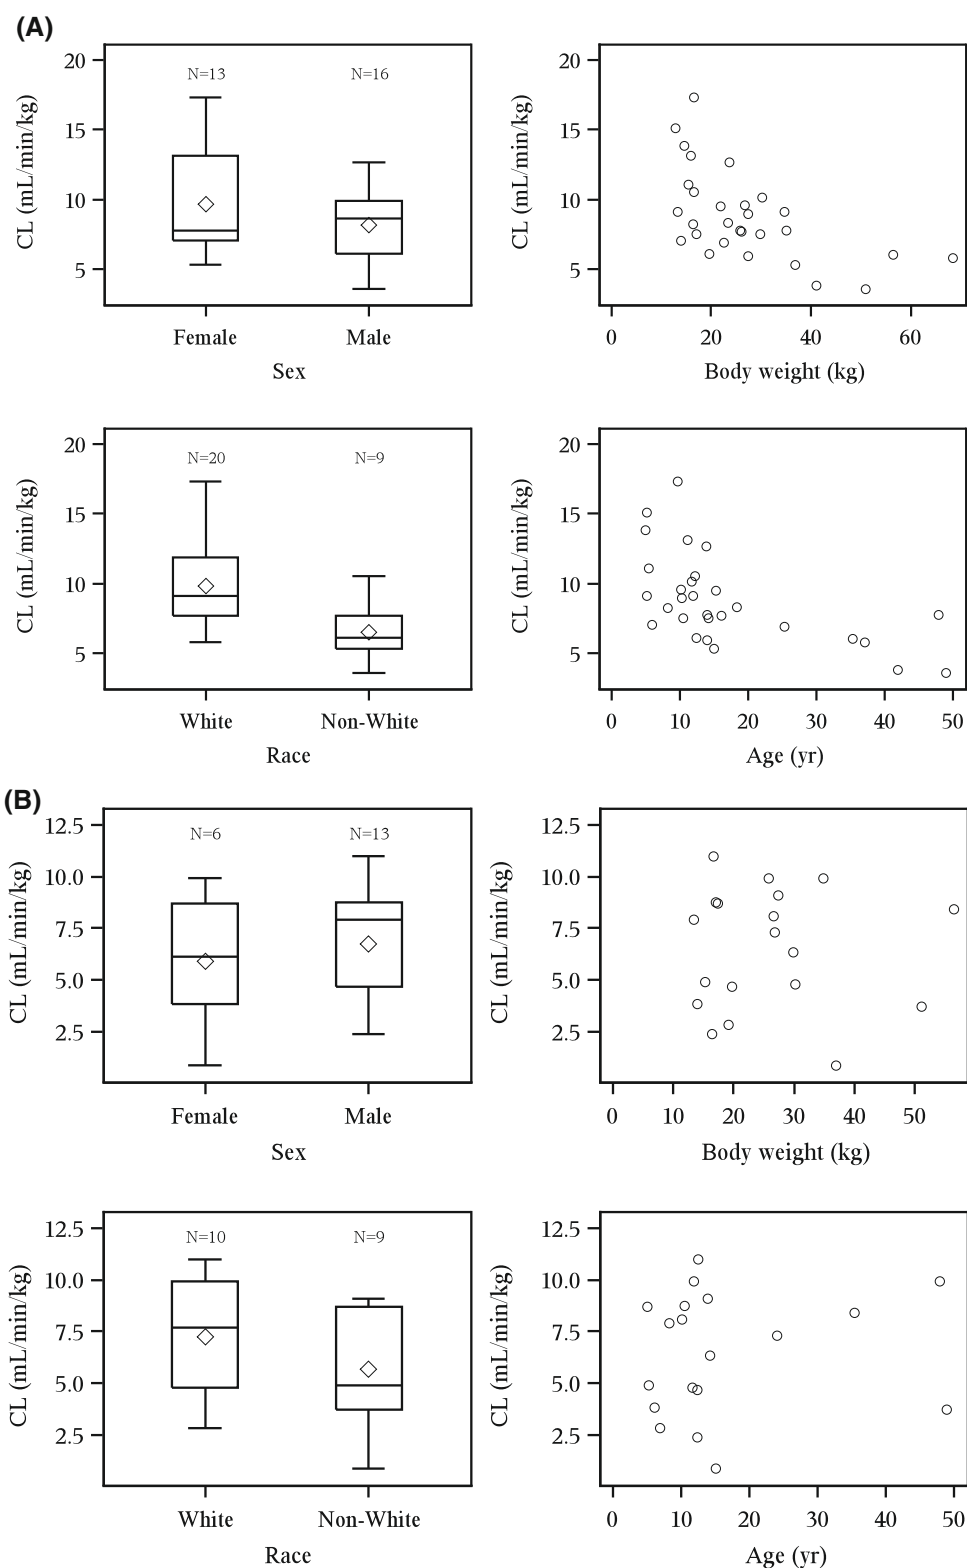 (A)
20
15
10
5
CL (mL/min/kg)
N=13
N=16
Female
Male
Sex
20
15
10
5
CL (mL/min/kg)
0
20
40
60
Body weight (kg)
20
15
10
5
CL (mL/min/kg)
N=20
N=9
White
Non-White
Race
20
15
10
5
CL (mL/min/kg)
0
10
20
30
40
50
Age (yr)
(B)
12.5
10.0
7.5
5.0
2.5
CL (mL/min/kg)
N=6
N=13
Female
Male
Sex
12.5
10.0
7.5
5.0
2.5
CL (mL/min/kg)
0
10
20
30
40
50
Body weight (kg)
12.5
10.0
7.5
5.0
2.5
CL (mL/min/kg)
N=10
N=9
White
Non-White
Race
12.5
10.0
7.5
5.0
2.5
CL (mL/min/kg)
0
10
20
30
40
50
Age (yr)